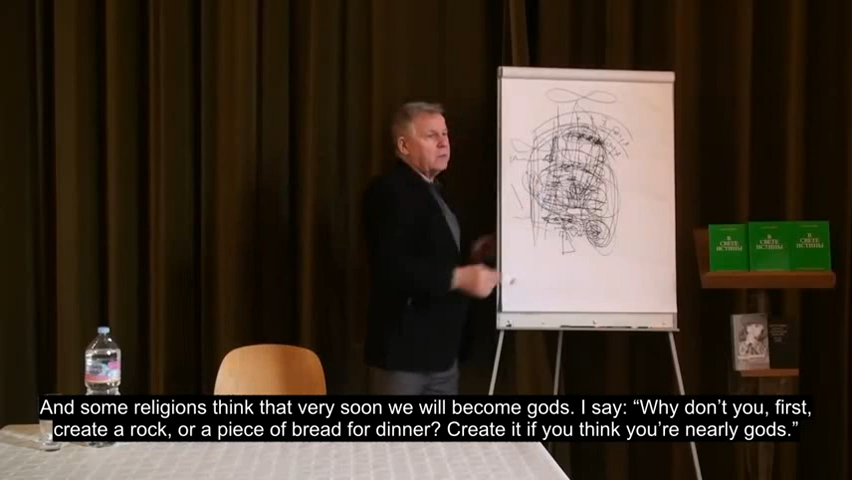 В
СВЕТЕ
ИСТИНЫ
В
СВЕТЕ
ИСТИНЫ
В
СВЕТЕ
ИСТИНЫ
And some religions think that very soon we will become gods. I say: “Why don’t you, first,
create a rock, or a piece of bread for dinner? Create it if you think you’re nearly gods.”